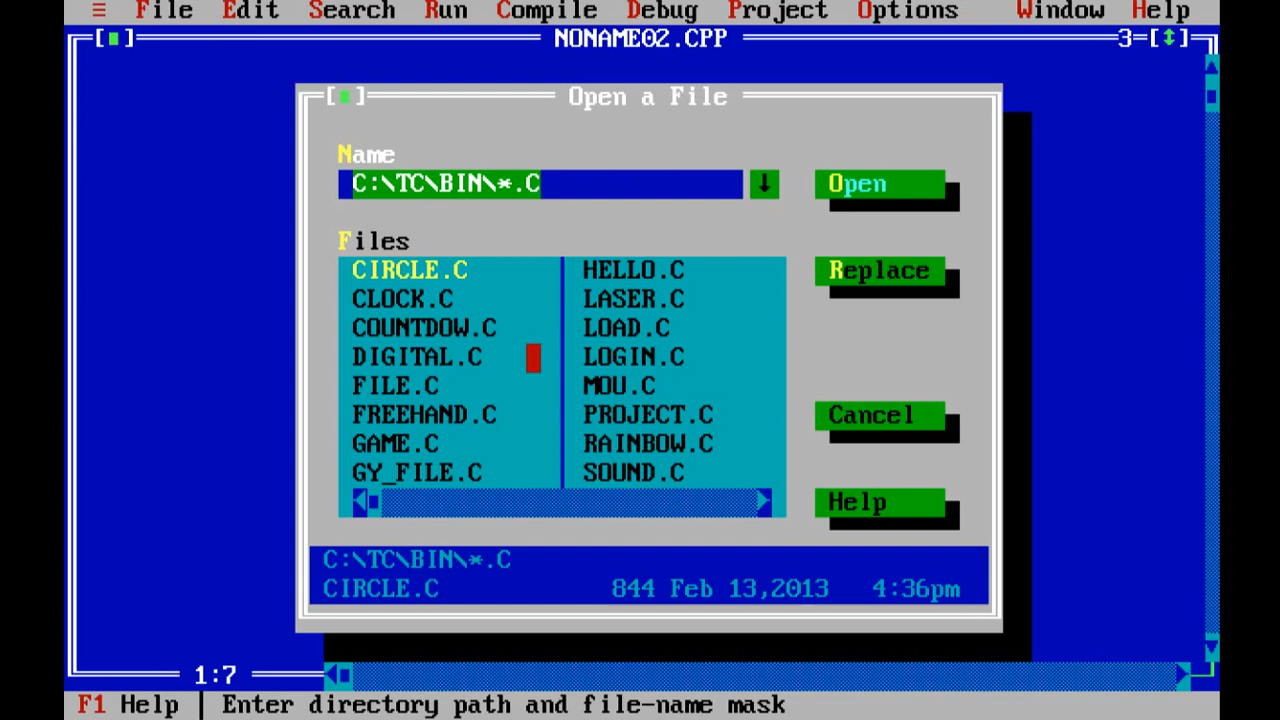 ≡ File Edit Search Run Compile Debug Project Options Window Help
[■] NONAME02.CPP 3=[↕]
[■] Open a File
Name
C:\TC\BIN\*.C ↓ Open
Files
CIRCLE.C HELLO.C Replace
CLOCK.C LASER.C
COUNTDOW.C LOAD.C
DIGITAL.C LOGIN.C
FILE.C MOU.C
FREEHAND.C PROJECT.C Cancel
GAME.C RAINBOW.C
GY_FILE.C SOUND.C
Help
C:\TC\BIN\*.C
CIRCLE.C 844 Feb 13,2013 4:36pm
1:7
F1 Help │ Enter directory path and file-name mask